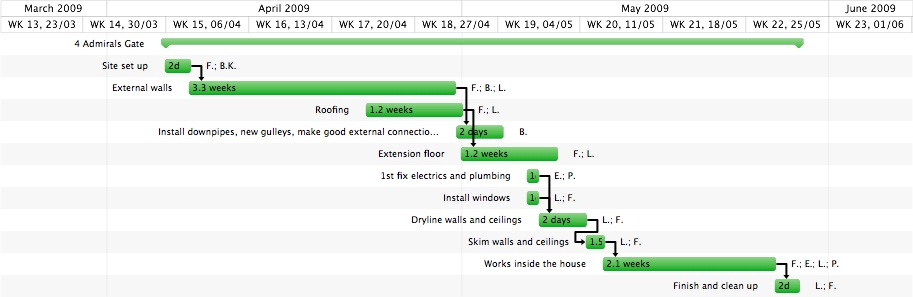 March 2009 April 2009 May 2009 June 2009
WK 13, 23/03 WK 14, 30/03 WK 15, 06/04 WK 16, 13/04 WK 17, 20/04 WK 18, 27/04 WK 19, 04/05 WK 20, 11/05 WK 21, 18/05 WK 22, 25/05 WK 23, 01/06
4 Admirals Gate
Site set up 2d F.; B.K.
External walls 3.3 weeks F.; B.; L.
Roofing 1.2 weeks F.; L.
Install downpipes, new gulleys, make good external connectio... 2 days B.
Extension floor 1.2 weeks F.; L.
1st fix electrics and plumbing 1 E.; P.
Install windows 1 L.; F.
Dryline walls and ceilings 2 days L.; F.
Skim walls and ceilings 1.5 L.; F.
Works inside the house 2.1 weeks F.; E.; L.; P.
Finish and clean up 2d L.; F.